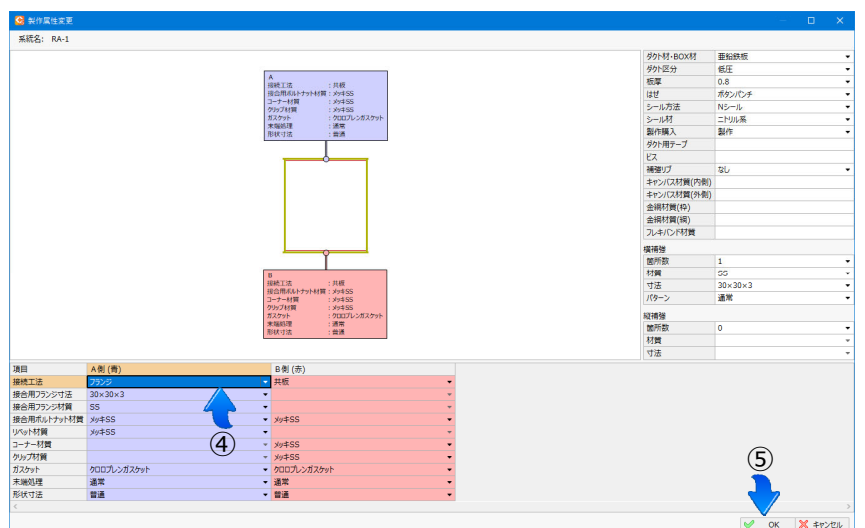 製作属性変更
系統名: RA-1
A
接続工法 : 共板
接合用ボルトナット材質 : メッキSS
コーナー材質 : メッキSS
クリップ材質 : メッキSS
ガスケット : クロロプレンガスケット
末端処理 : 通常
形状寸法 : 普通
B
接続工法 : 共板
接合用ボルトナット材質 : メッキSS
コーナー材質 : メッキSS
クリップ材質 : メッキSS
ガスケット : クロロプレンガスケット
末端処理 : 通常
形状寸法 : 普通
ダクト材・BOX材 亜鉛鉄板
ダクト区分 低圧
板厚 0.8
はぜ ボタンパンチ
シール方法 Nシール
シール材 ニトリル系
製作購入 製作
ダクト用テープ
ビス
補強リブ なし
キャンバス材質(内側)
キャンバス材質(外側)
金網材質(枠)
金網材質(網)
フレキバンド材質
横補強
箇所数 1
材質 SS
寸法 30×30×3
パターン 通常
縦補強
箇所数 0
材質
寸法
項目 A側 (青) B側 (赤)
接続工法 フランジ 共板
接合用フランジ寸法 30×30×3
接合用フランジ材質 SS
接合用ボルトナット材質 メッキSS メッキSS
リベット材質 メッキSS
コーナー材質 メッキSS
クリップ材質 メッキSS
ガスケット クロロプレンガスケット クロロプレンガスケット
末端処理 通常 通常
形状寸法 普通 普通
④
⑤
OK キャンセル